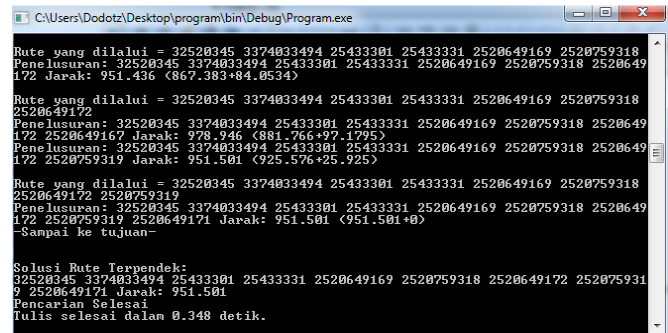 C:\Users\Dodotz\Desktop\program\bin\Debug\Program.exe
Rute yang dilalui = 32520345 3374033494 25433301 25433331 2520649169 2520759318
Penelusuran: 32520345 3374033494 25433301 25433331 2520649169 2520759318 2520649
172 Jarak: 951.436 (867.383+84.0534)
Rute yang dilalui = 32520345 3374033494 25433301 25433331 2520649169 2520759318
2520649172
Penelusuran: 32520345 3374033494 25433301 25433331 2520649169 2520759318 2520649
172 2520649167 Jarak: 978.946 (881.766+97.1795)
Penelusuran: 32520345 3374033494 25433301 25433331 2520649169 2520759318 2520649
172 2520759319 Jarak: 951.501 (925.576+25.925)
Rute yang dilalui = 32520345 3374033494 25433301 25433331 2520649169 2520759318
2520649172 2520759319
Penelusuran: 32520345 3374033494 25433301 25433331 2520649169 2520759318 2520649
172 2520759319 2520649171 Jarak: 951.501 (951.501+0)
-Sampai ke tujuan-
Solusi Rute Terpendek:
32520345 3374033494 25433301 25433331 2520649169 2520759318 2520649172 252075931
9 2520649171 Jarak: 951.501
Pencarian Selesai
Tulis selesai dalam 0.348 detik.